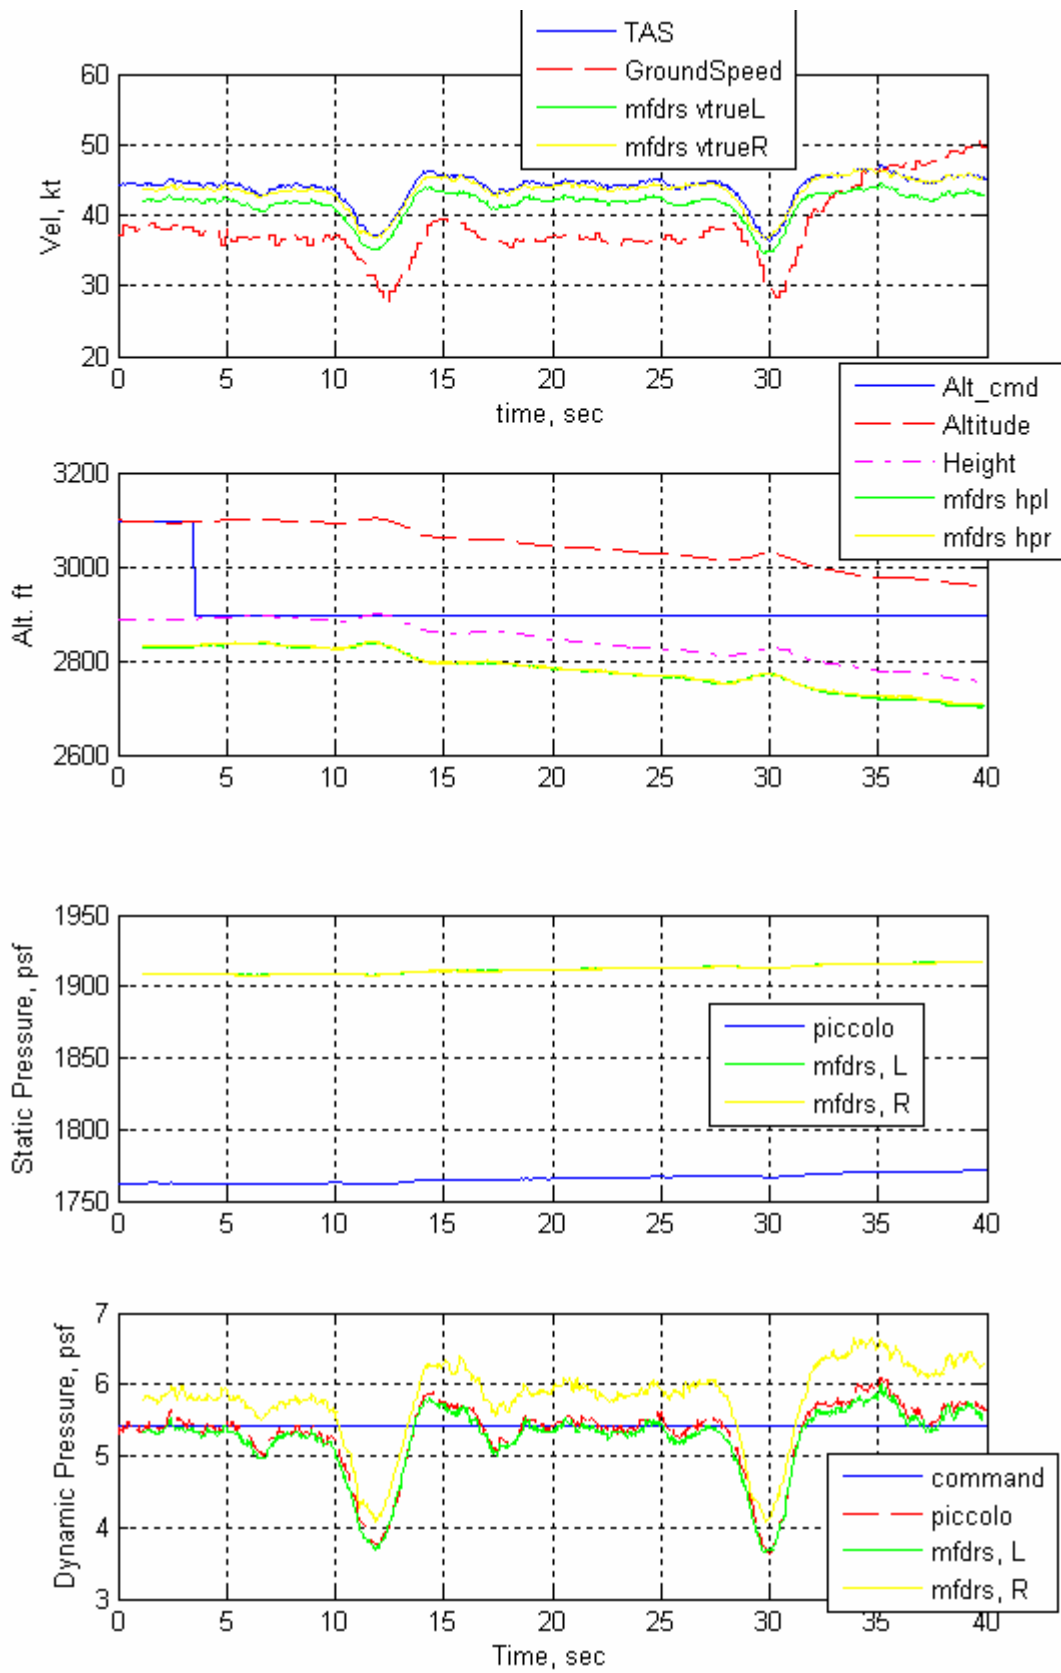 TAS
GroundSpeed
mfdrs vtrueL
mfdrs vtrueR
60
50
40
30
20
Vel, kt
0 5 10 15 20 25 30 35 40
time, sec
Alt_cmd
Altitude
Height
mfdrs hpl
mfdrs hpr
3200
3000
2800
2600
Alt. ft
0 5 10 15 20 25 30 35 40
1950
1900
1850
1800
1750
Static Pressure, psf
piccolo
mfdrs, L
mfdrs, R
0 5 10 15 20 25 30 35 40
7
6
5
4
3
Dynamic Pressure, psf
command
piccolo
mfdrs, L
mfdrs, R
0 5 10 15 20 25 30 35 40
Time, sec